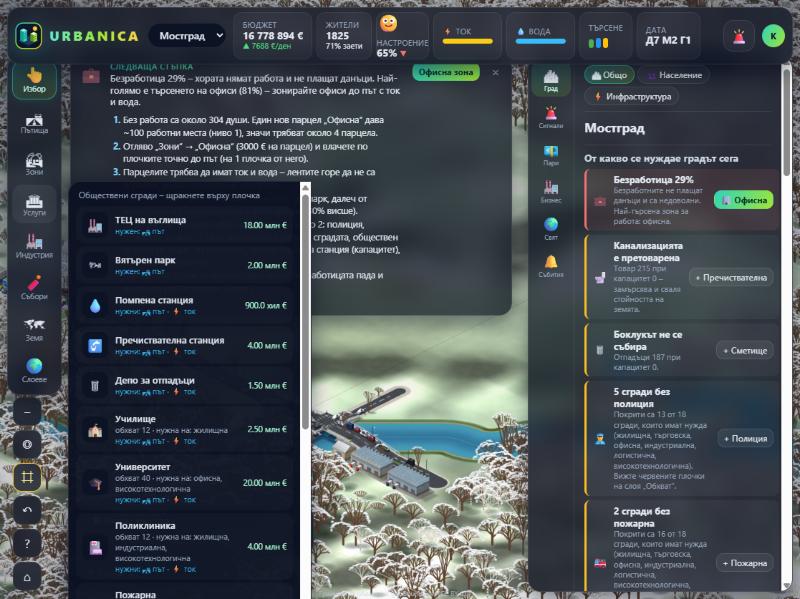 URBANICA
Мостград
БЮДЖЕТ
16 778 894 €
▲ 7688 €/ден
ЖИТЕЛИ
1825
71% заети
НАСТРОЕНИЕ
65% ▼
ТОК
ВОДА
ТЪРСЕНЕ
ДАТА
Д7 М2 Г1
K
Избор
Пътища
Зони
Услуги
Индустрия
Събори
Земя
Слоеве
?
СЛЕДВАЩА СТЪПКА
Безработица 29% – хората нямат работа и не плащат данъци. Най-
голямо е търсенето на офиси (81%) – зонирайте офиси до път с ток
и вода.
Офисна зона
×
1. Без работа са около 304 души. Един нов парцел „Офисна“ дава
~100 работни места (ниво 1), значи трябват около 4 парцела.
2. Отляво „Зони“ → „Офисна“ (3000 € на парцел) и влачете по
плочките точно до път (на 1 плочка от него).
3. Парцелите трябва да имат ток и вода – лентите горе да не са
парк, далеч от
0% висше).
о 2: полиция,
сградата, обществен
а станция (капацитет),
аботицата пада и
Обществени сгради – щракнете върху плочка
ТЕЦ на въглища
нужен: път
18.00 млн €
Вятърен парк
нужен: път
2.00 млн €
Помпена станция
нужни: път · ток
900.0 хил €
Пречиствателна станция
нужни: път · ток
4.00 млн €
Депо за отпадъци
нужни: път · ток
1.50 млн €
Училище
обхват 12 · нужна на: жилищна
нужни: път · ток
2.50 млн €
Университет
обхват 40 · нужна на: офисна,
високотехнологична
нужни: път · ток
20.00 млн €
Поликлиника
обхват 12 · нужна на: жилищна,
индустриална,
високотехнологична
нужни: път · ток
4.00 млн €
Пожарна
Град
Сигнали
Пари
Бизнес
Свят
Събития
Общо
Население
Инфраструктура
Мостград
От какво се нуждае градът сега
Безработица 29%
Безработните не плащат
данъци и са недоволни.
Най-търсена зона за
работа: офисна.
Офисна
Канализацията
е претоварена
Товар 215 при
капацитет 0 –
замърсява и сваля
стойността на
земята.
+ Пречиствателна
Боклукът не се
събира
Отпадъци 187 при
капацитет 0.
+ Сметище
5 сгради без
полиция
Покрити са 13 от 18
сгради, които имат нужда
(жилищна, търговска,
офисна, индустриална,
логистична,
високотехнологична).
Вижте червените плочки
на слоя „Обхват“.
+ Полиция
2 сгради без
пожарна
Покрити са 16 от 18
сгради, които имат нужда
(жилищна, търговска,
офисна, индустриална,
логистична,
високотехнологична,
+ Пожарна